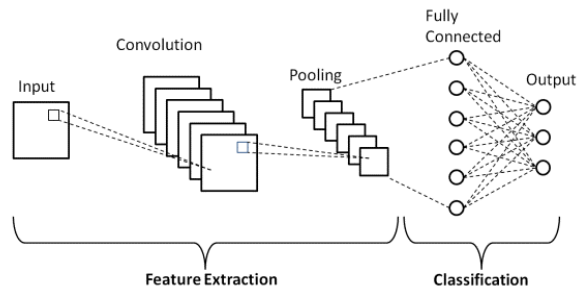 Fully
Connected
Convolution
Pooling
Input
Output
Feature Extraction
Classification